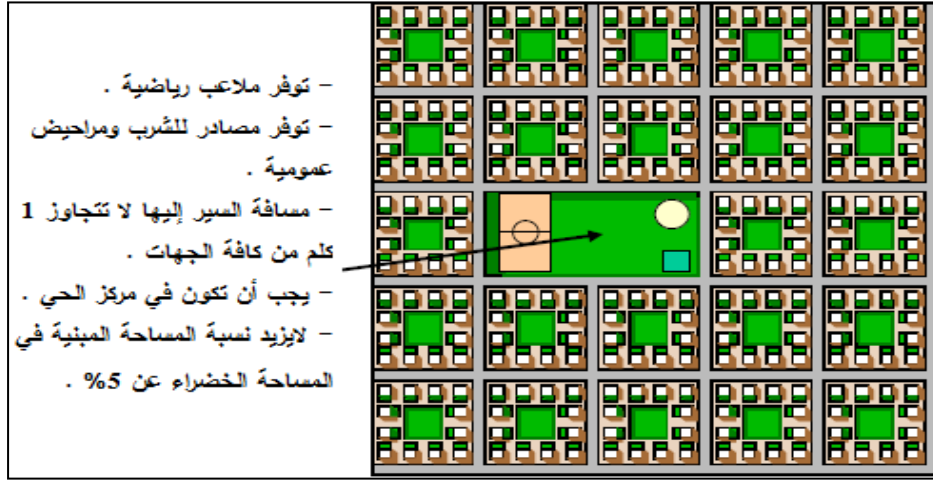 - توفر ملاعب رياضية .
- توفر مصادر للشرب ومراحيض
عمومية .
- مسافة السير إليها لا تتجاوز 1
كلم من كافة الجهات .
- يجب أن تكون في مركز الحي .
- لايزيد نسبة المساحة المبنية في
المساحة الخضراء عن 5% .